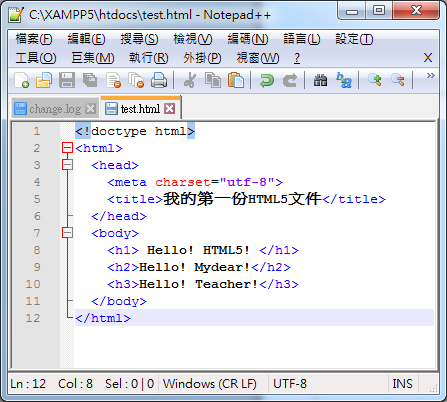 C:\XAMPP5\htdocs\test.html - Notepad++
檔案(F) 編輯(E) 搜尋(S) 檢視(V) 編碼(N) 語言(L) 設定(T)
工具(O) 巨集(M) 執行(R) 外掛(P) 視窗(W) ? X
change.log test.html
1 <!doctype html>
2 <html>
3 <head>
4 <meta charset="utf-8">
5 <title>我的第一份HTML5文件</title>
6 </head>
7 <body>
8 <h1> Hello! HTML5! </h1>
9 <h2>Hello! Mydear!</h2>
10 <h3>Hello! Teacher!</h3>
11 </body>
12 </html>
Ln : 12 Col : 8 Sel : 0 | 0 Windows (CR LF) UTF-8 INS